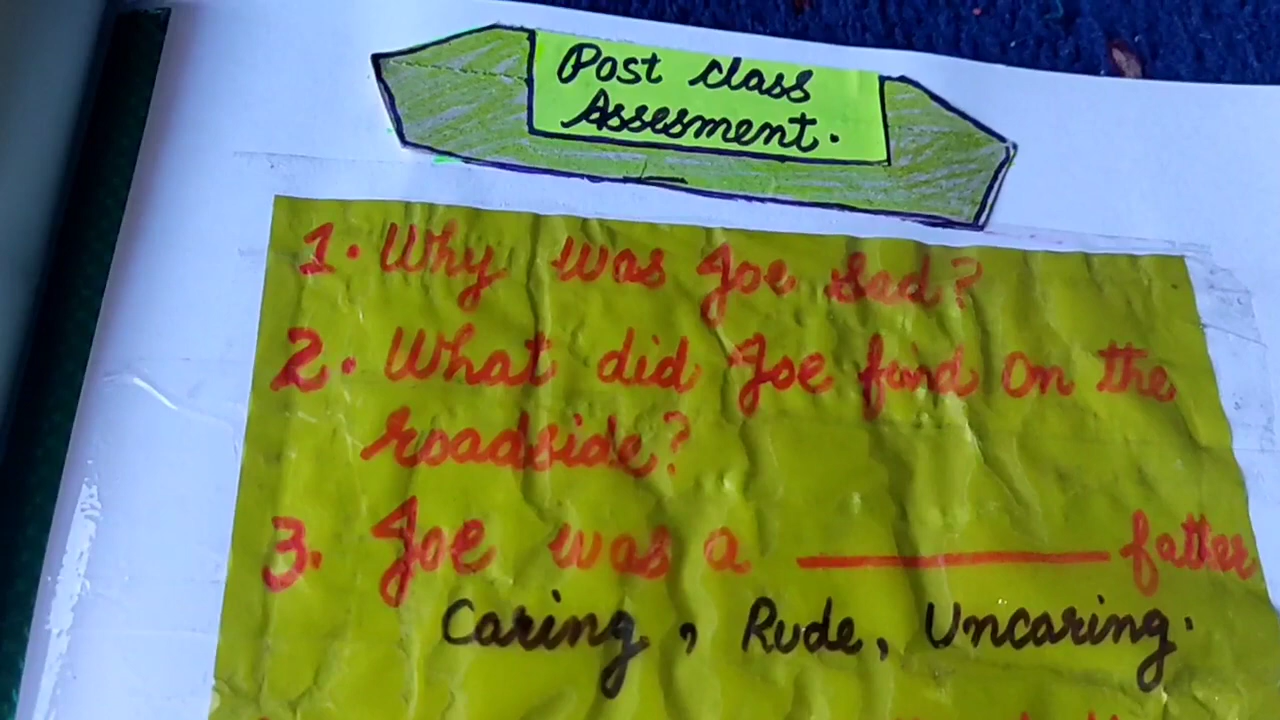 Post class
Assesment.
1. Why was Joe sad?
2. What did Joe find on the
roadside?
3. Joe was a __________ father
Caring, Rude, Uncaring.